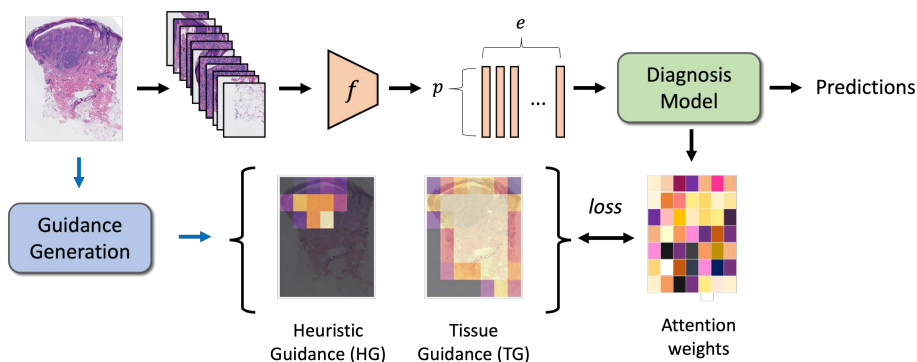 e
f
p
...
Diagnosis
Model
Predictions
Guidance
Generation
loss
Heuristic
Guidance (HG)
Tissue
Guidance (TG)
Attention
weights